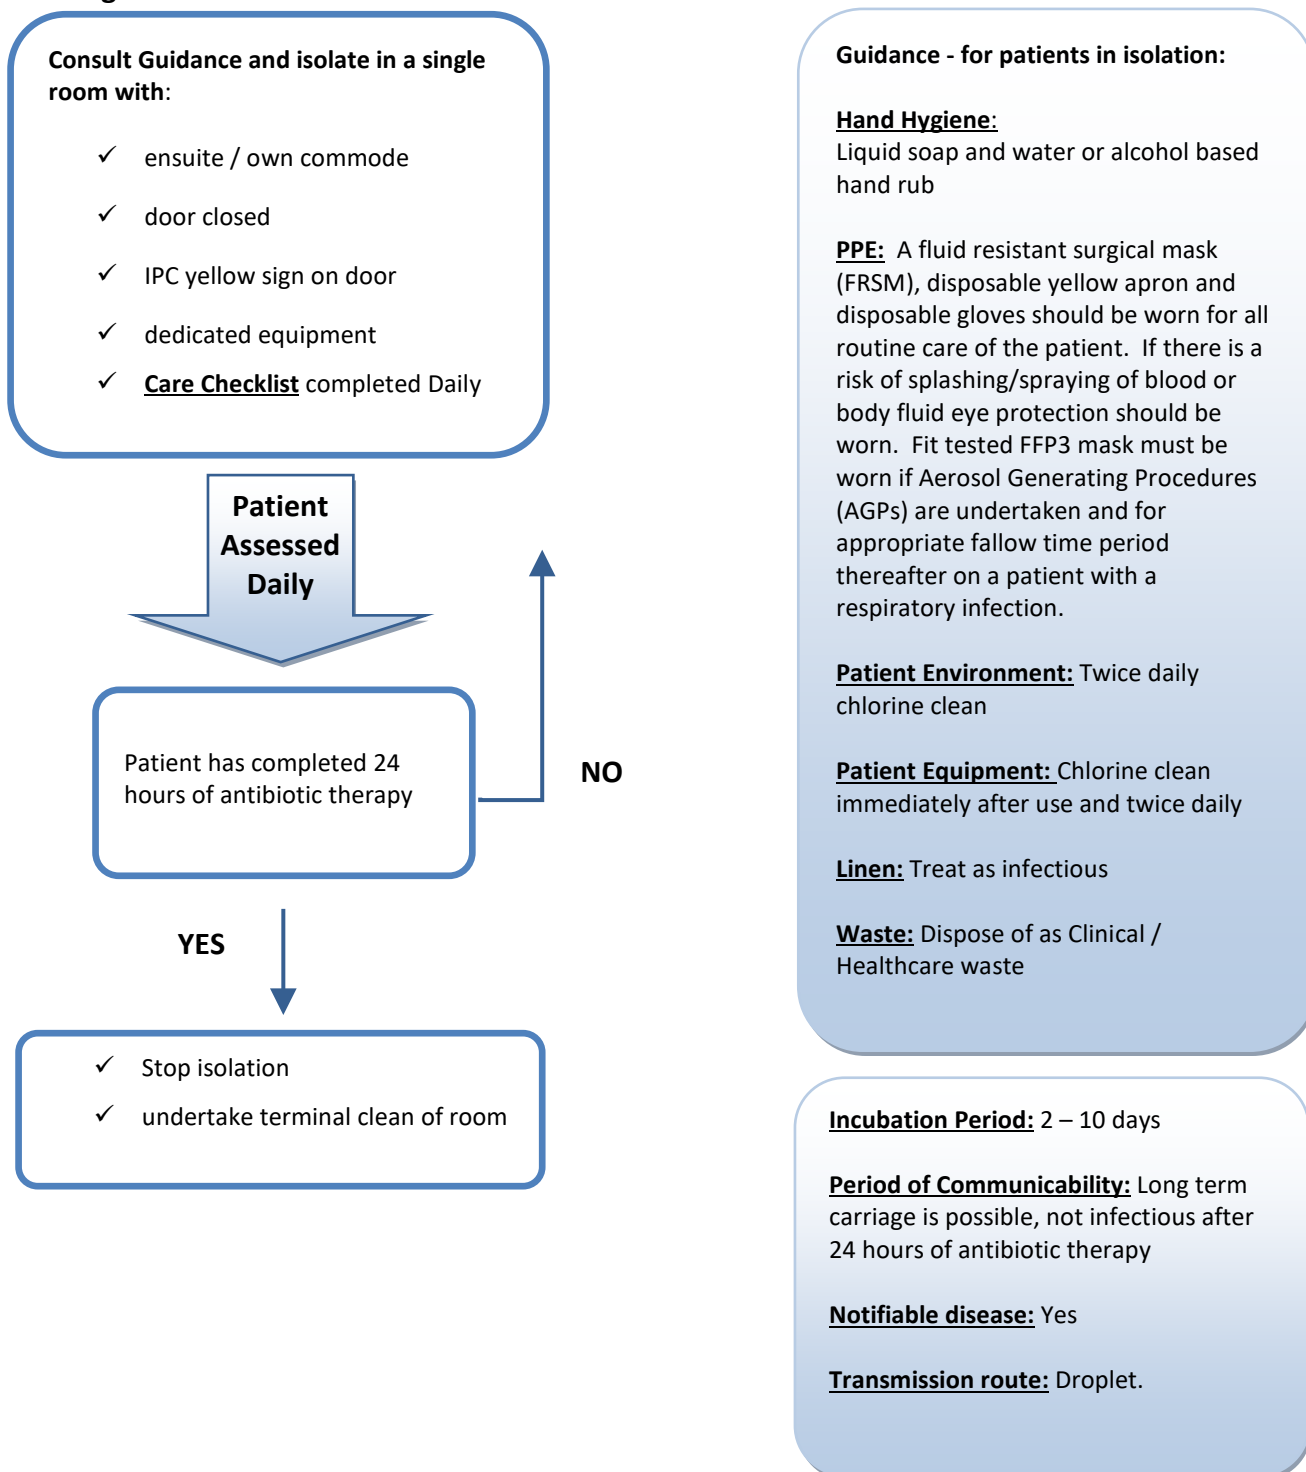 Consult Guidance and isolate in a single
room with:
✓ ensuite / own commode
✓ door closed
✓ IPC yellow sign on door
✓ dedicated equipment
✓ Care Checklist completed Daily
Patient
Assessed
Daily
Patient has completed 24
hours of antibiotic therapy
NO
YES
✓ Stop isolation
✓ undertake terminal clean of room
Guidance - for patients in isolation:
Hand Hygiene:
Liquid soap and water or alcohol based
hand rub
PPE: A fluid resistant surgical mask
(FRSM), disposable yellow apron and
disposable gloves should be worn for all
routine care of the patient. If there is a
risk of splashing/spraying of blood or
body fluid eye protection should be
worn. Fit tested FFP3 mask must be
worn if Aerosol Generating Procedures
(AGPs) are undertaken and for
appropriate fallow time period
thereafter on a patient with a
respiratory infection.
Patient Environment: Twice daily
chlorine clean
Patient Equipment: Chlorine clean
immediately after use and twice daily
Linen: Treat as infectious
Waste: Dispose of as Clinical /
Healthcare waste
Incubation Period: 2 – 10 days
Period of Communicability: Long term
carriage is possible, not infectious after
24 hours of antibiotic therapy
Notifiable disease: Yes
Transmission route: Droplet.